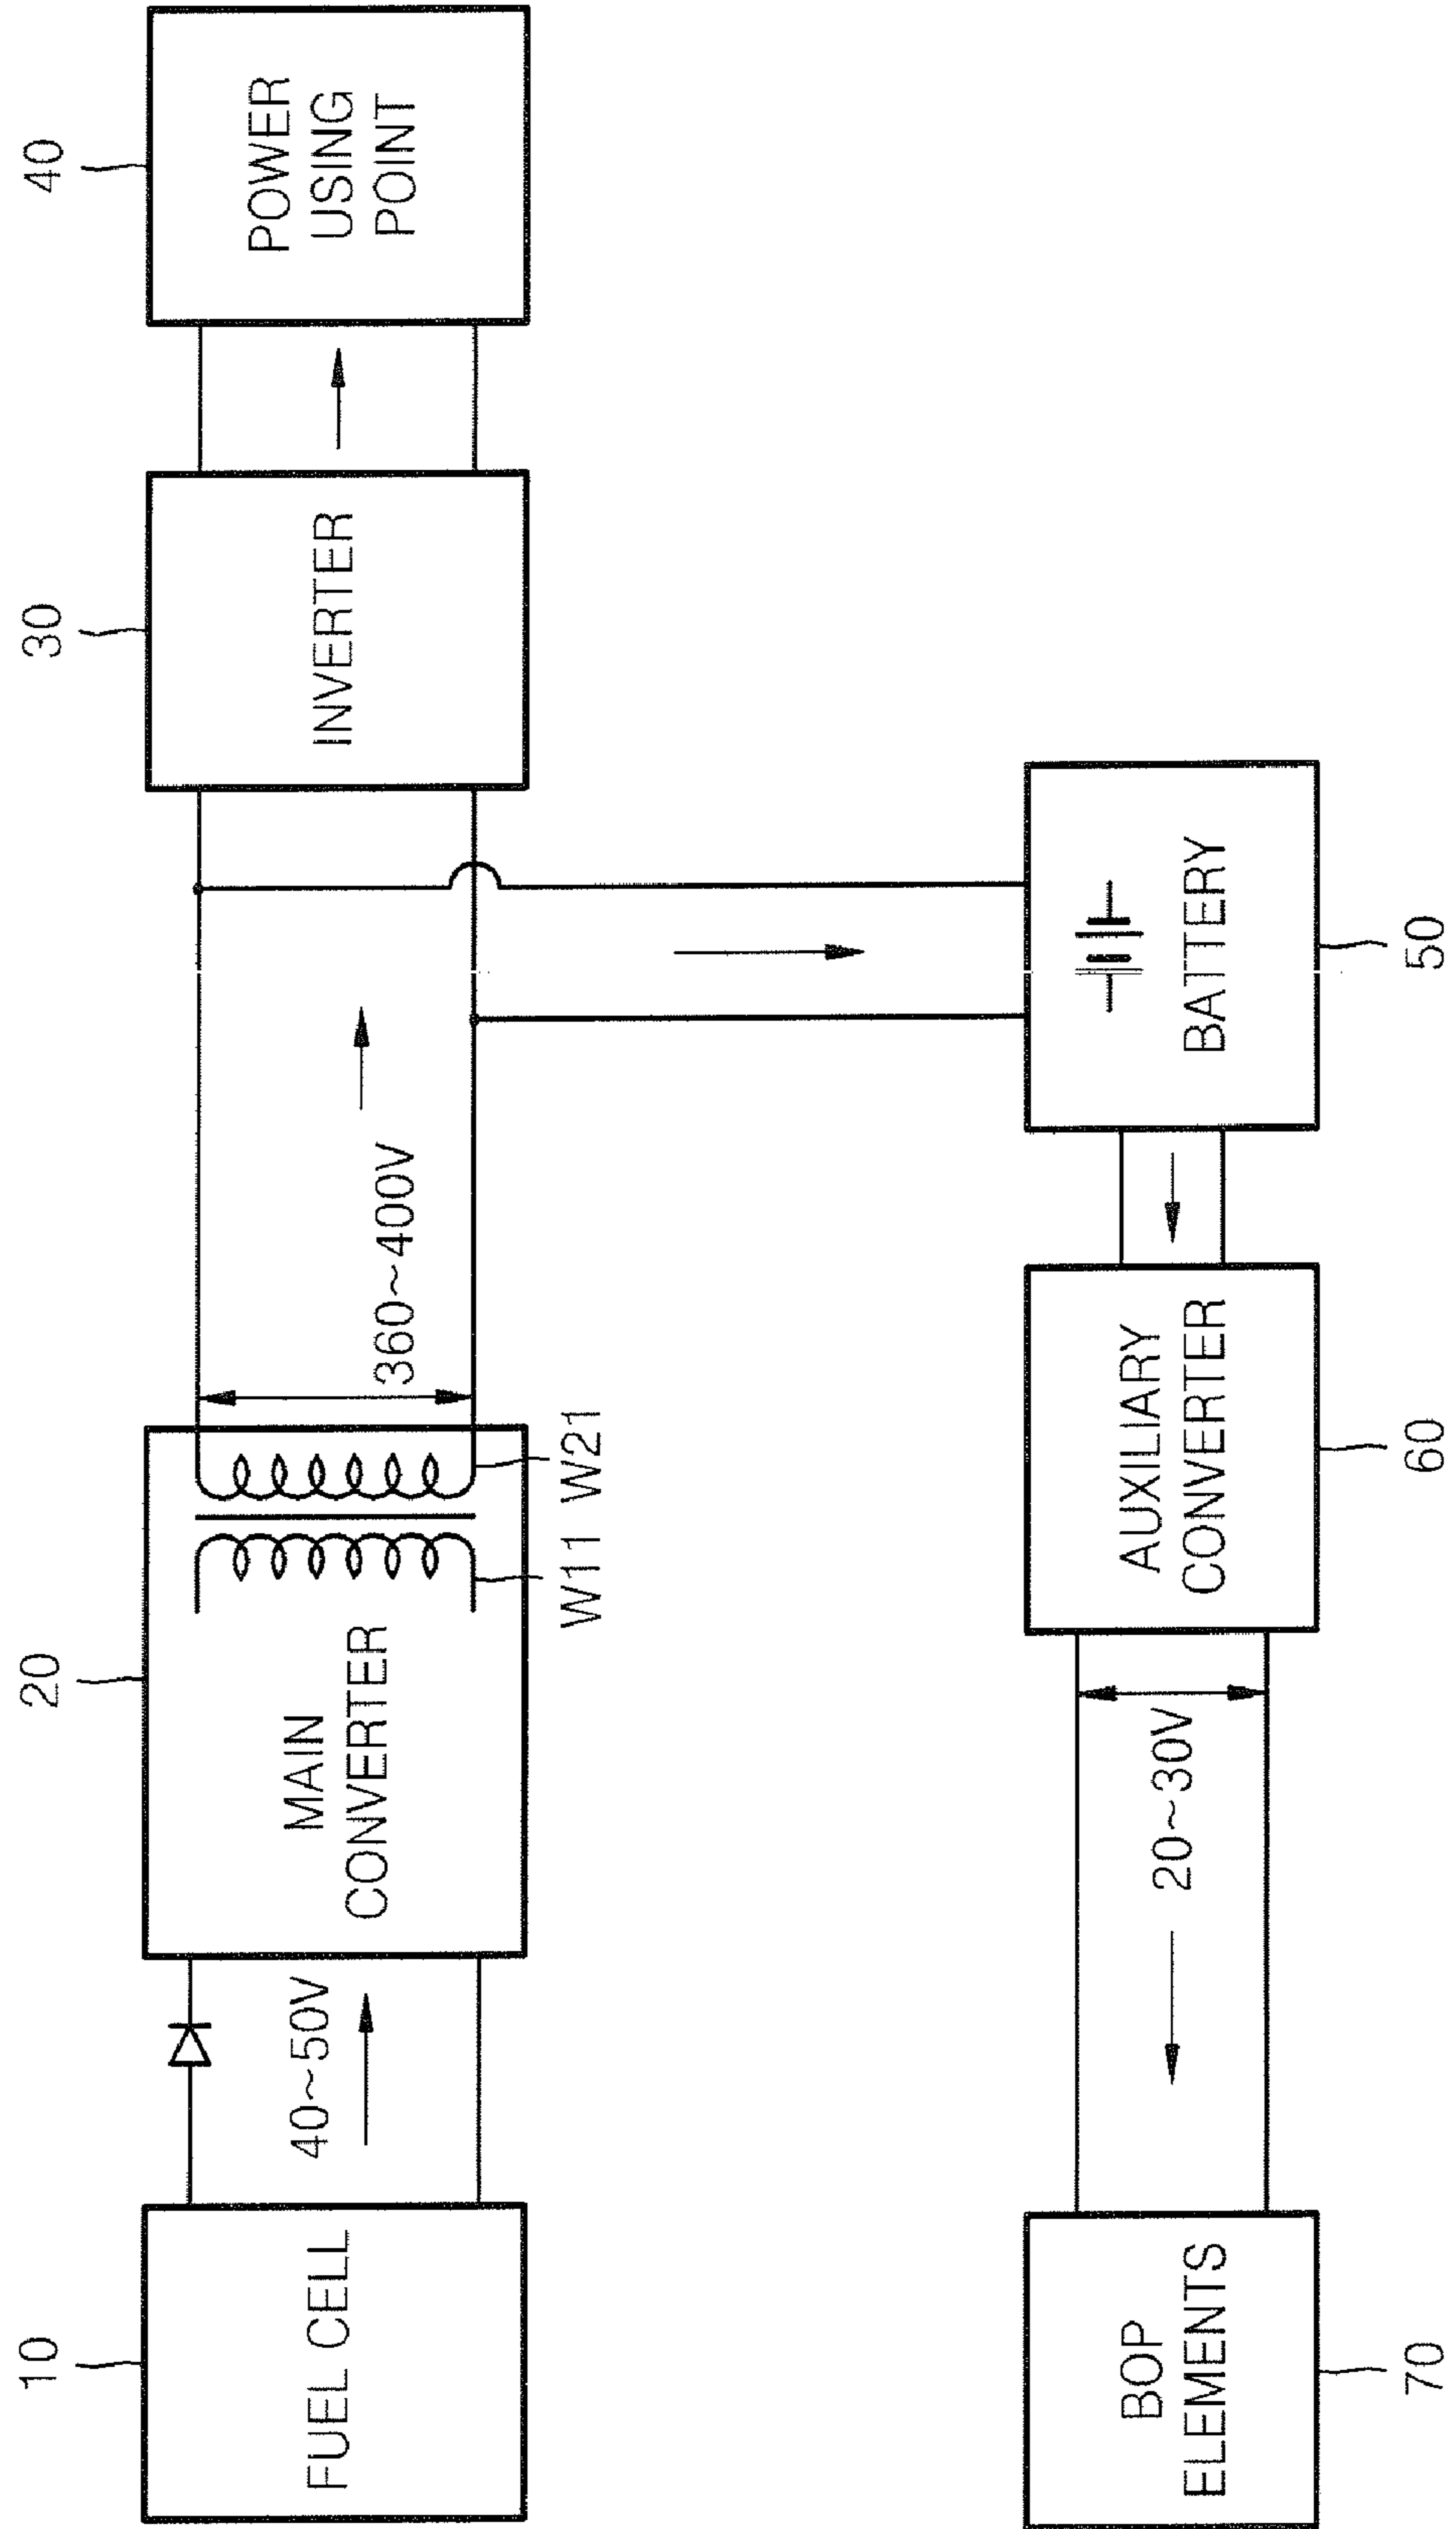 10
20
30
40
FUEL CELL
40~50V
MAIN
CONVERTER
W11
W21
360~400V
INVERTER
POWER
USING
POINT
BOP
ELEMENTS
20~30V
AUXILIARY
CONVERTER
BATTERY
70
60
50